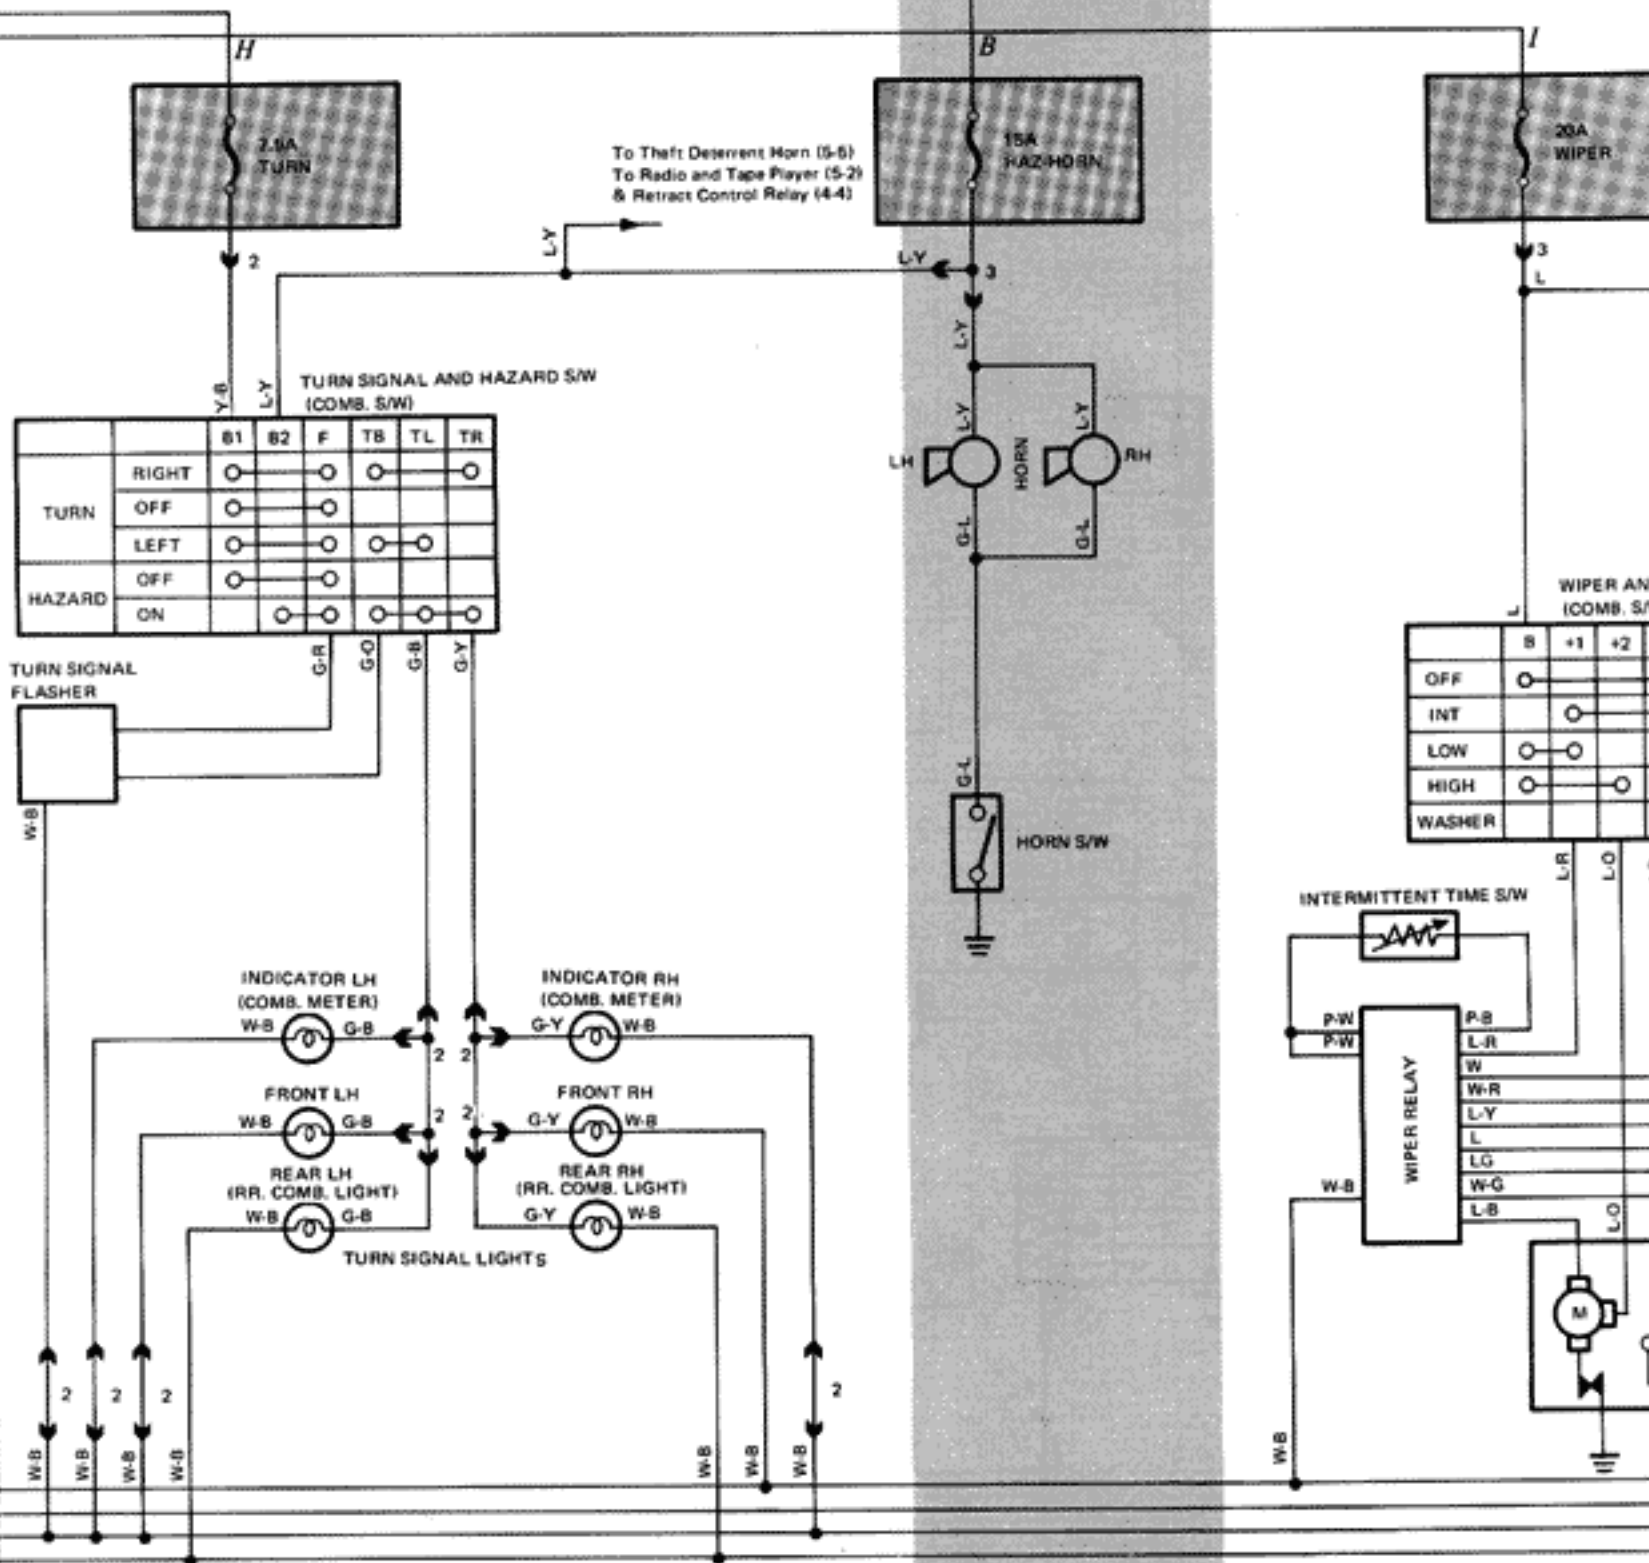 H
B
I
7.5A
TURN
15A
HAZ-HORN
20A
WIPER
To Theft Deterrent Horn (5-5)
To Radio and Tape Player (5-2)
& Retract Control Relay (4-4)
L-Y
2
L-Y
3
3
L
L-Y
Y-B
L-Y
TURN SIGNAL AND HAZARD S/W
(COMB. S/W)
B1 B2 F TB TL TR
TURN
RIGHT
OFF
LEFT
HAZARD
OFF
ON
L-Y
L-Y
LH
HORN
RH
G-L
G-L
L
WIPER AN
(COMB. S/
B +1 +2
OFF
INT
LOW
HIGH
WASHER
G-R
G-O
G-B
G-Y
TURN SIGNAL
FLASHER
W-B
G-L
HORN S/W
L-R
L-O
INTERMITTENT TIME S/W
INDICATOR LH
(COMB. METER)
W-B G-B
2
INDICATOR RH
(COMB. METER)
2
G-Y W-B
FRONT LH
W-B G-B
2
FRONT RH
2
G-Y W-B
REAR LH
(RR. COMB. LIGHT)
W-B G-B
REAR RH
(RR. COMB. LIGHT)
G-Y W-B
TURN SIGNAL LIGHTS
P-W
P-W
W-B
WIPER RELAY
P-B
L-R
W
W-R
L-Y
L
LG
W-G
L-B
L-O
M
2
2
2
2
W-B
W-B
W-B
W-B
W-B
W-B
W-B
W-B